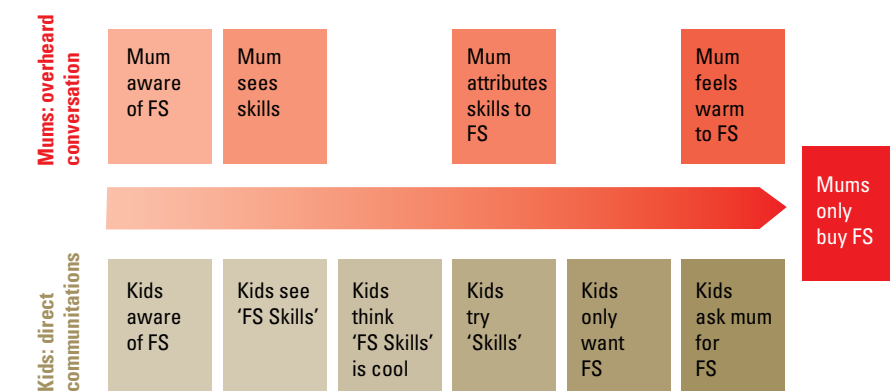 Mums: overheard
conversation
Mum
aware
of FS
Mum
sees
skills
Mum
attributes
skills to
FS
Mum
feels
warm
to FS
Mums
only
buy FS
Kids: direct
communitations
Kids
aware
of FS
Kids see
‘FS Skills’
Kids
think
‘FS Skills’
is cool
Kids
try
‘Skills’
Kids
only
want
FS
Kids
ask mum
for
FS